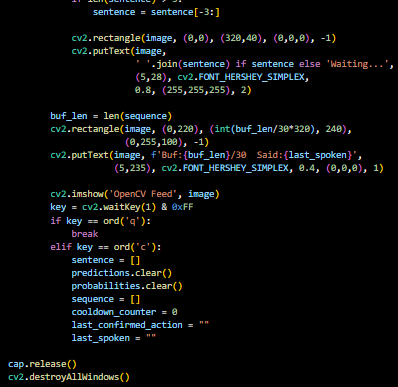 if len(sentence) > 3:
sentence = sentence[-3:]
cv2.rectangle(image, (0,0), (320,40), (0,0,0), -1)
cv2.putText(image,
' '.join(sentence) if sentence else 'Waiting...',
(5,28), cv2.FONT_HERSHEY_SIMPLEX,
0.8, (255,255,255), 2)
buf_len = len(sequence)
cv2.rectangle(image, (0,220), (int(buf_len/30*320), 240),
(0,255,100), -1)
cv2.putText(image, f'Buf:{buf_len}/30  Said:{last_spoken}',
(5,235), cv2.FONT_HERSHEY_SIMPLEX, 0.4, (0,0,0), 1)
cv2.imshow('OpenCV Feed', image)
key = cv2.waitKey(1) & 0xFF
if key == ord('q'):
break
elif key == ord('c'):
sentence = []
predictions.clear()
probabilities.clear()
sequence = []
cooldown_counter = 0
last_confirmed_action = ""
last_spoken = ""
cap.release()
cv2.destroyAllWindows()